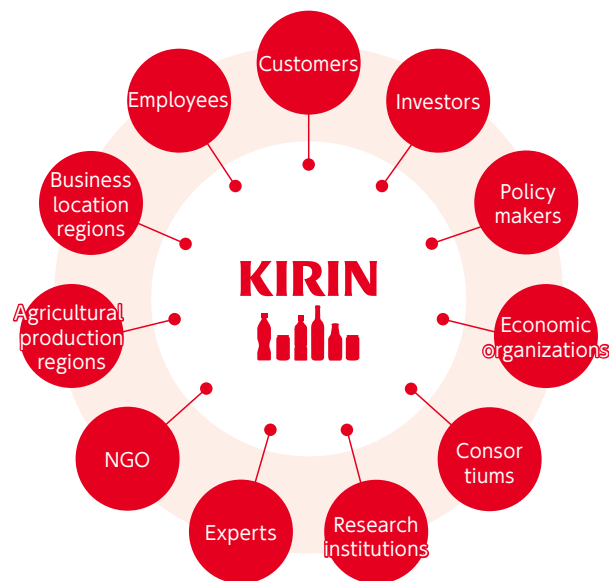 Customers
Investors
Policy
makers
Economic
organizations
Consor
tiums
Research
institutions
Experts
NGO
Agricultural
production
regions
Business
location
regions
Employees
KIRIN